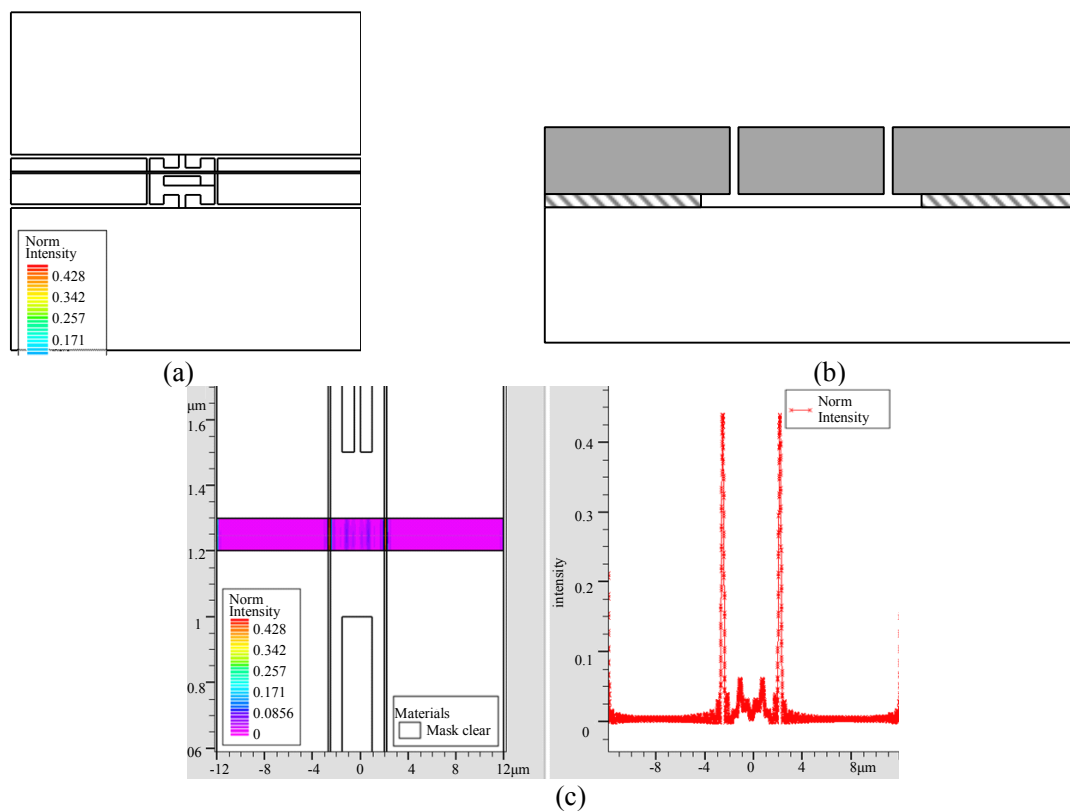 Norm
Intensity
0.428
0.342
0.257
0.171
(a)
(b)
μm
1.6
1.4
1.2
1
0.8
06
Norm
Intensity
0.428
0.342
0.257
0.171
0.0856
0
Materials
Mask clear
-12
-8
-4
0
4
8
12μm
Norm
Intensity
intensity
0.4
0.3
0.2
0.1
0
-8
-4
0
4
8μm
(c)